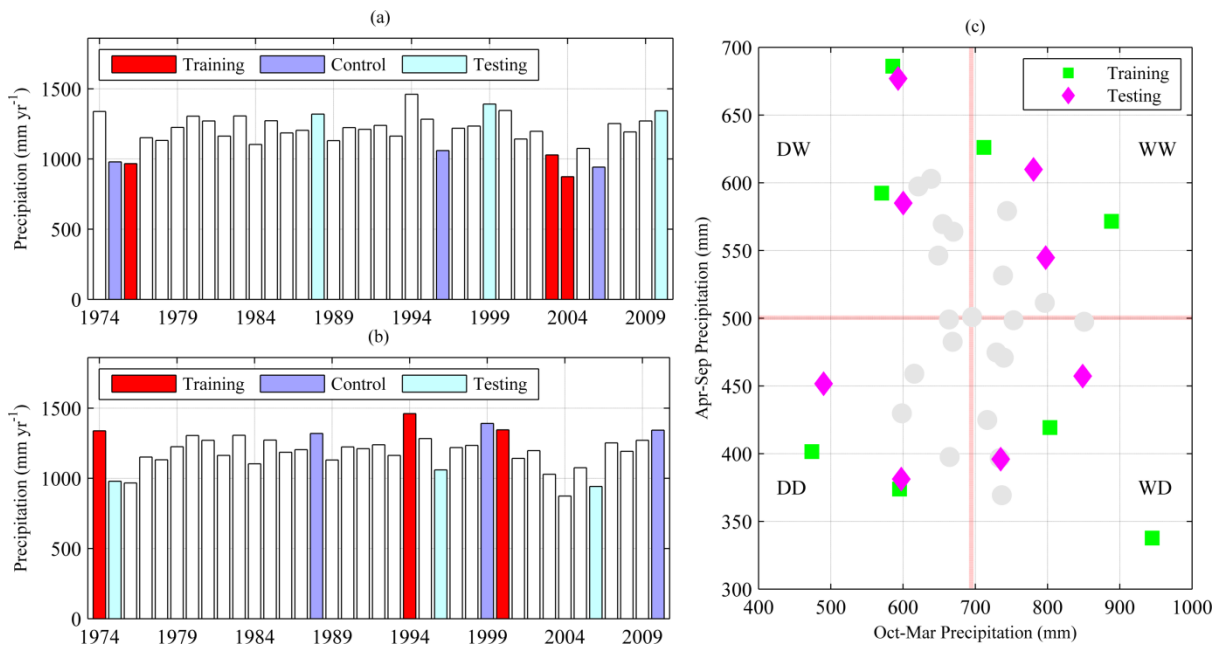 (a)
Training Control Testing
Precipiation (mm yr-1)
1500
1000
500
0
1974 1979 1984 1989 1994 1999 2004 2009
(b)
Training Control Testing
Precipitation (mm yr-1)
1500
1000
500
0
1974 1979 1984 1989 1994 1999 2004 2009
(c)
Training
Testing
DW WW
DD WD
Apr-Sep Precipitation (mm)
700
650
600
550
500
450
400
350
300
400 500 600 700 800 900 1000
Oct-Mar Precipitation (mm)